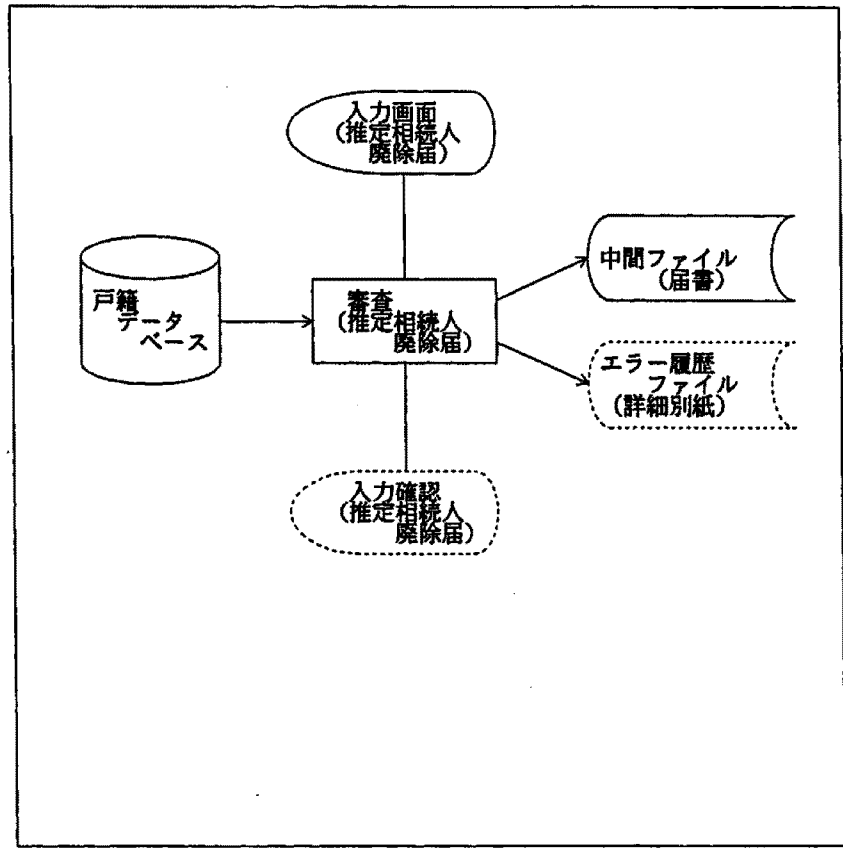 入力画面
(推定相続人
廃除届)
戸籍
データ
ベース
審査
(推定相続人
廃除届)
中間ファイル
(届書)
エラー履歴
ファイル
(詳細別紙)
入力確認
(推定相続人
廃除届)